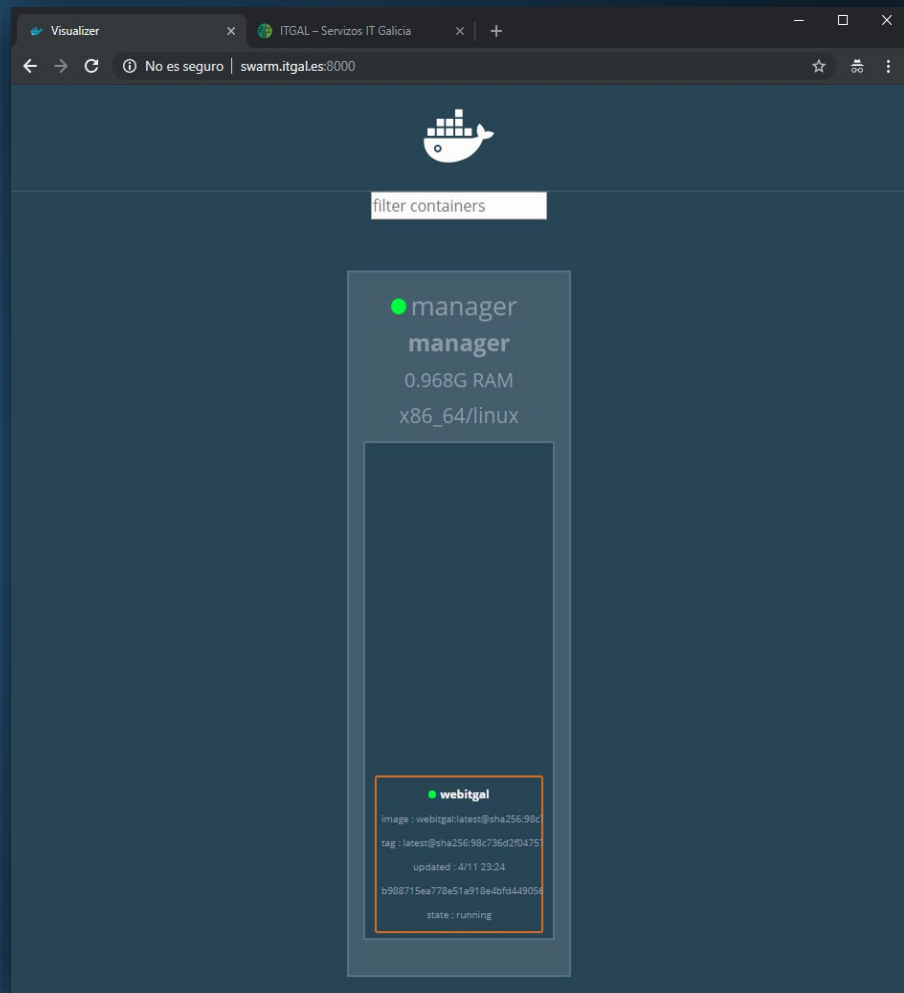 Visualizer
ITGAL – Servizos IT Galicia
No es seguro | swarm.itgal.es:8000
filter containers
manager
manager
0.968G RAM
x86_64/linux
webitgal
image : webitgal:latest@sha256:98c
tag : latest@sha256:98c736d2f0475
updated : 4/11 23:24
b988715ea778e51a918e4bfd449056
state : running